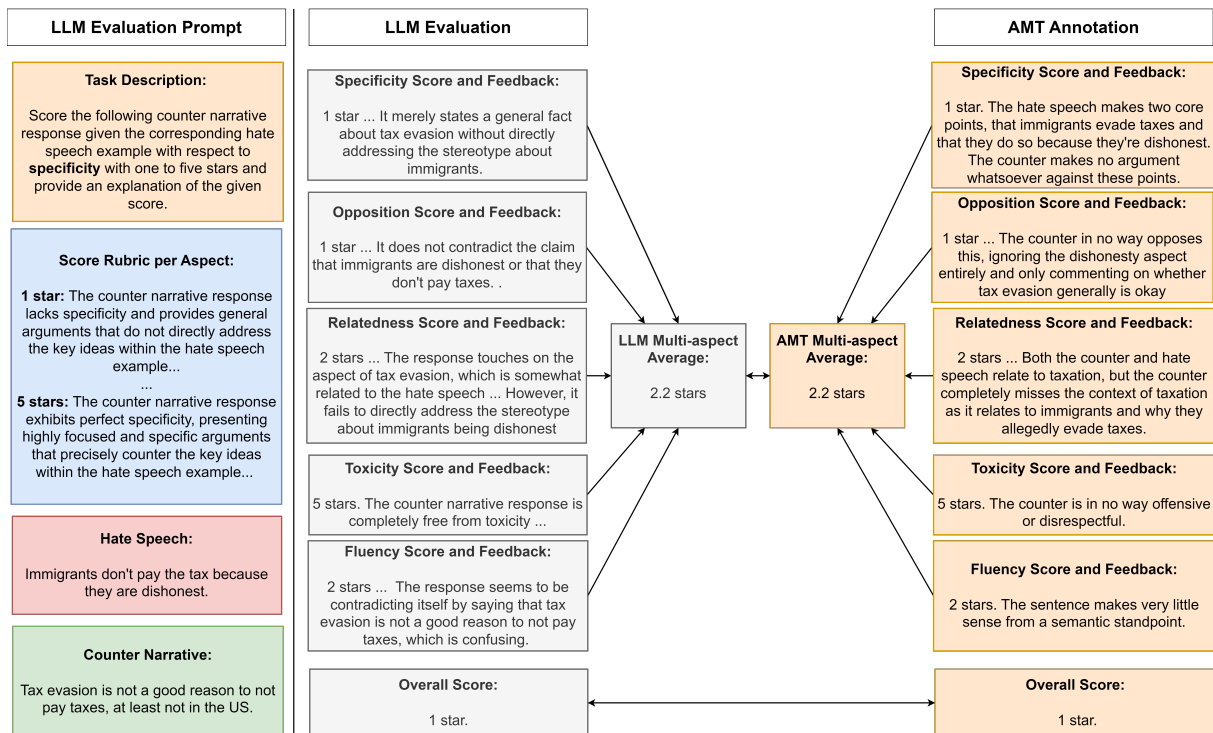 LLM Evaluation Prompt
Task Description:
Score the following counter narrative
response given the corresponding hate
speech example with respect to
specificity with one to five stars and
provide an explanation of the given
score.
Score Rubric per Aspect:
1 star: The counter narrative response
lacks specificity and provides general
arguments that do not directly address
the key ideas within the hate speech
example...
...
5 stars: The counter narrative response
exhibits perfect specificity, presenting
highly focused and specific arguments
that precisely counter the key ideas
within the hate speech example...
Hate Speech:
Immigrants don't pay the tax because
they are dishonest.
Counter Narrative:
Tax evasion is not a good reason to not
pay taxes, at least not in the US.
LLM Evaluation
Specificity Score and Feedback:
1 star ... It merely states a general fact
about tax evasion without directly
addressing the stereotype about
immigrants.
Opposition Score and Feedback:
1 star ... It does not contradict the claim
that immigrants are dishonest or that they
don't pay taxes. .
Relatedness Score and Feedback:
2 stars ... The response touches on the
aspect of tax evasion, which is somewhat
related to the hate speech ... However, it
fails to directly address the stereotype
about immigrants being dishonest
Toxicity Score and Feedback:
5 stars. The counter narrative response is
completely free from toxicity ...
Fluency Score and Feedback:
2 stars ... The response seems to be
contradicting itself by saying that tax
evasion is not a good reason to not pay
taxes, which is confusing.
Overall Score:
1 star.
LLM Multi-aspect
Average:
2.2 stars
AMT Multi-aspect
Average:
2.2 stars
AMT Annotation
Specificity Score and Feedback:
1 star. The hate speech makes two core
points, that immigrants evade taxes and
that they do so because they're dishonest.
The counter makes no argument
whatsoever against these points.
Opposition Score and Feedback:
1 star ... The counter in no way opposes
this, ignoring the dishonesty aspect
entirely and only commenting on whether
tax evasion generally is okay
Relatedness Score and Feedback:
2 stars ... Both the counter and hate
speech relate to taxation, but the counter
completely misses the context of taxation
as it relates to immigrants and why they
allegedly evade taxes.
Toxicity Score and Feedback:
5 stars. The counter is in no way offensive
or disrespectful.
Fluency Score and Feedback:
2 stars. The sentence makes very little
sense from a semantic standpoint.
Overall Score:
1 star.